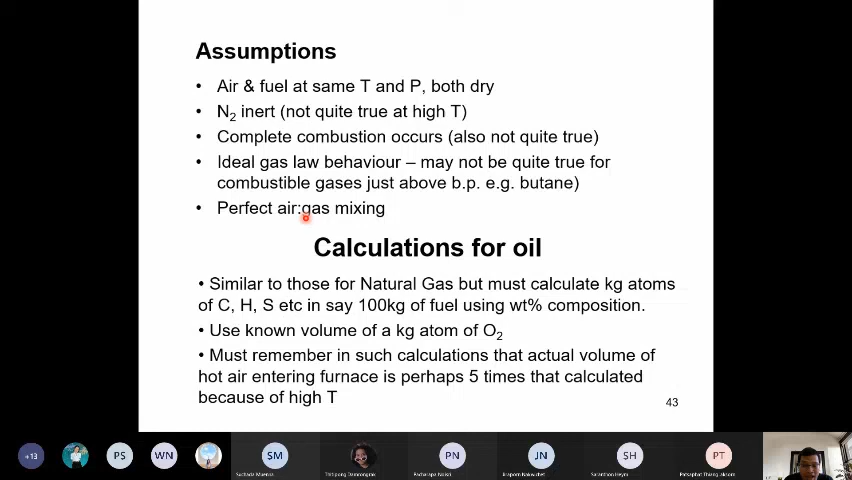 Assumptions
• Air & fuel at same T and P, both dry
• N2 inert (not quite true at high T)
• Complete combustion occurs (also not quite true)
• Ideal gas law behaviour – may not be quite true for
combustible gases just above b.p. e.g. butane)
• Perfect air:gas mixing
Calculations for oil
• Similar to those for Natural Gas but must calculate kg atoms
of C, H, S etc in say 100kg of fuel using wt% composition.
• Use known volume of a kg atom of O2
• Must remember in such calculations that actual volume of
hot air entering furnace is perhaps 5 times that calculated
because of high T
43
+13
PS
WN
SM
PN
JN
SH
PT
Suchada